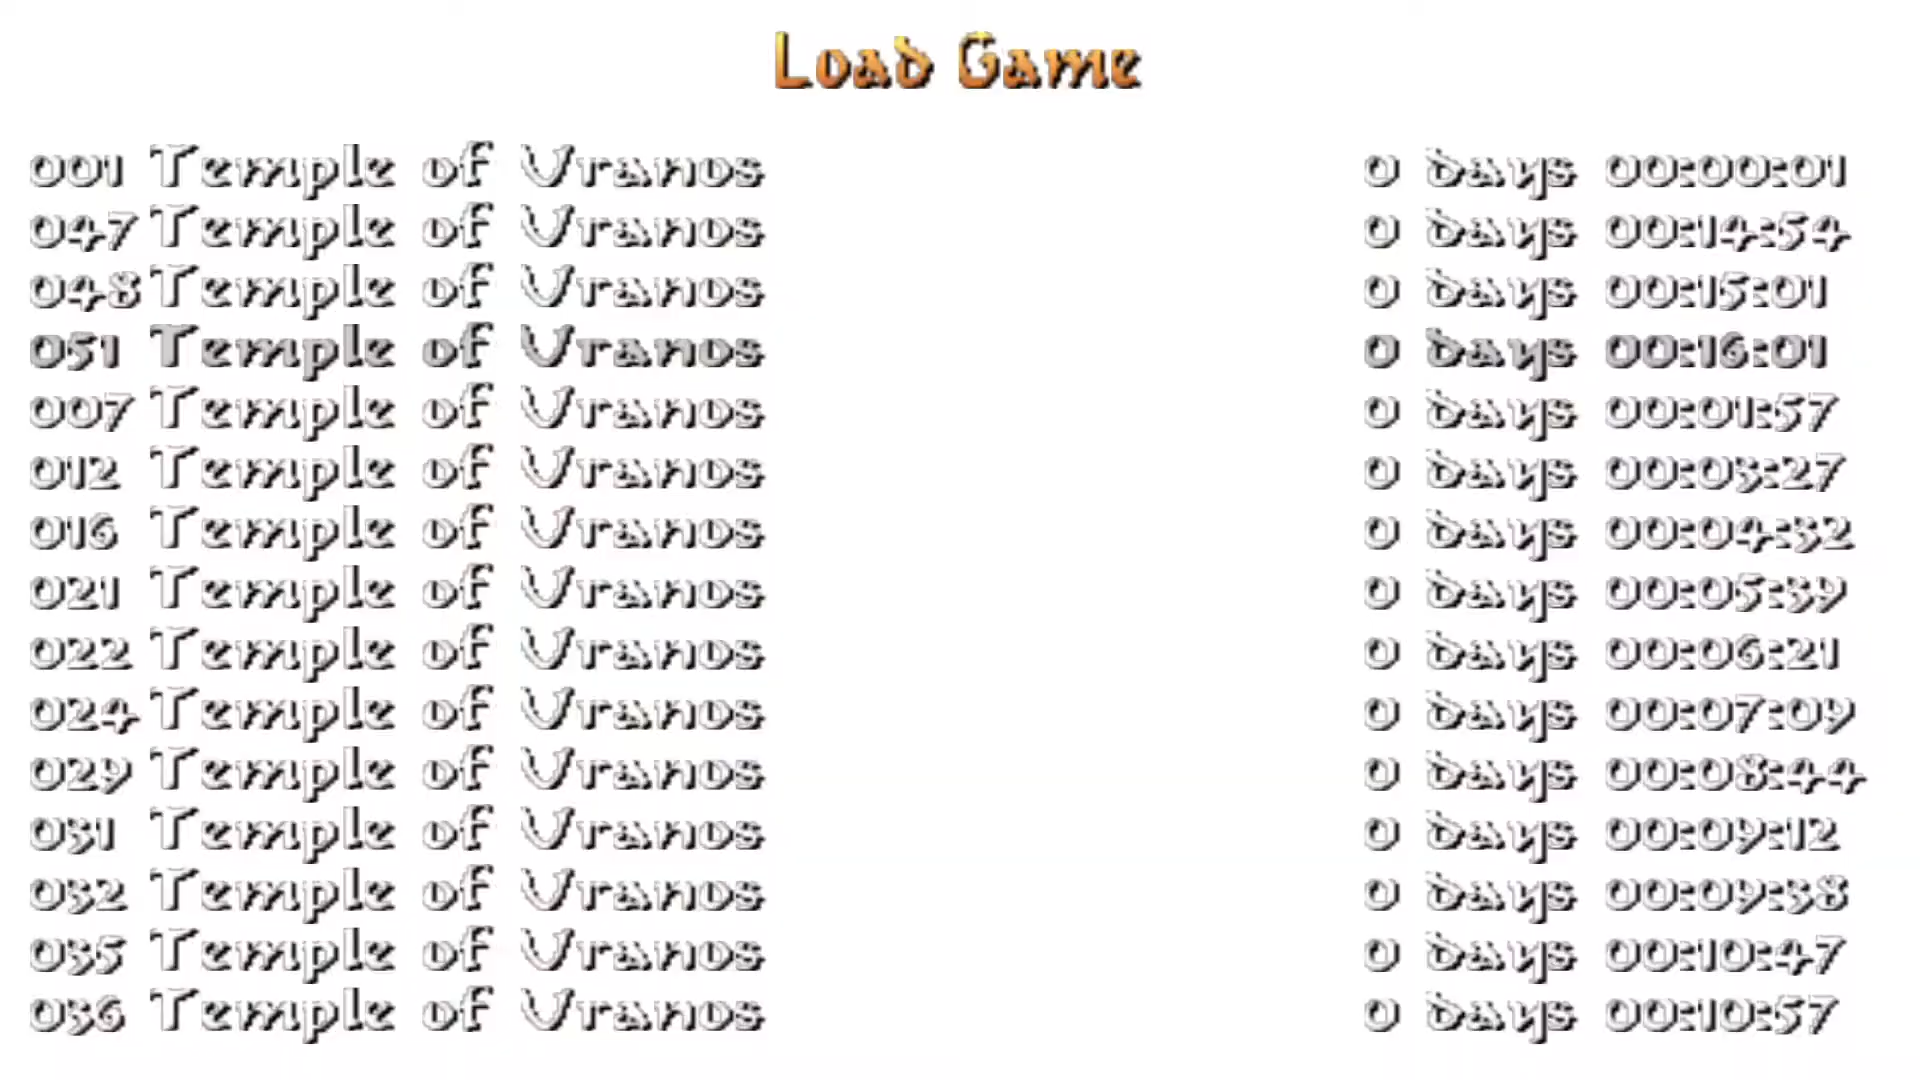 Load Game
001 Temple of Uranos 0 days 00:00:01
047 Temple of Uranos 0 days 00:14:54
048 Temple of Uranos 0 days 00:15:01
051 Temple of Uranos 0 days 00:16:01
007 Temple of Uranos 0 days 00:01:57
012 Temple of Uranos 0 days 00:03:27
016 Temple of Uranos 0 days 00:04:32
021 Temple of Uranos 0 days 00:05:39
022 Temple of Uranos 0 days 00:06:21
024 Temple of Uranos 0 days 00:07:09
029 Temple of Uranos 0 days 00:08:44
031 Temple of Uranos 0 days 00:09:12
032 Temple of Uranos 0 days 00:09:38
035 Temple of Uranos 0 days 00:10:47
036 Temple of Uranos 0 days 00:10:57